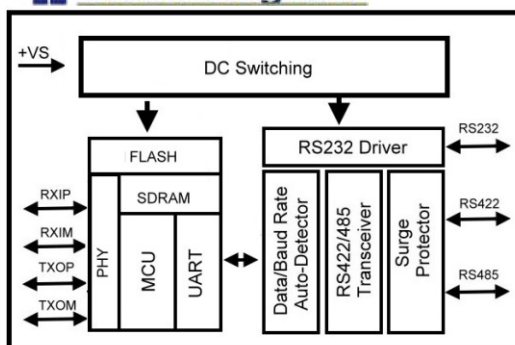 +VS
DC Switching
FLASH
SDRAM
PHY
MCU
UART
RXIP
RXIM
TXOP
TXOM
RS232 Driver
Data/Baud Rate
Auto-Detector
RS422/485
Transceiver
Surge
Protector
RS232
RS422
RS485